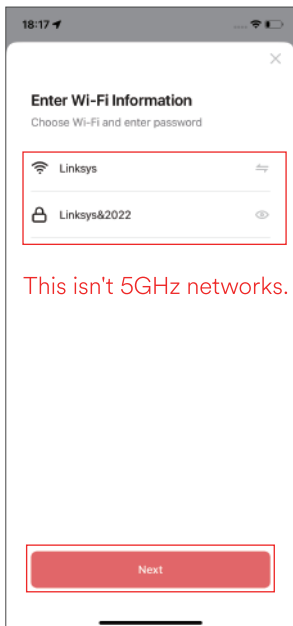 18:17
Enter Wi-Fi Information
Choose Wi-Fi and enter password
Linksys
Linksys&2022
This isn't 5GHz networks.
Next